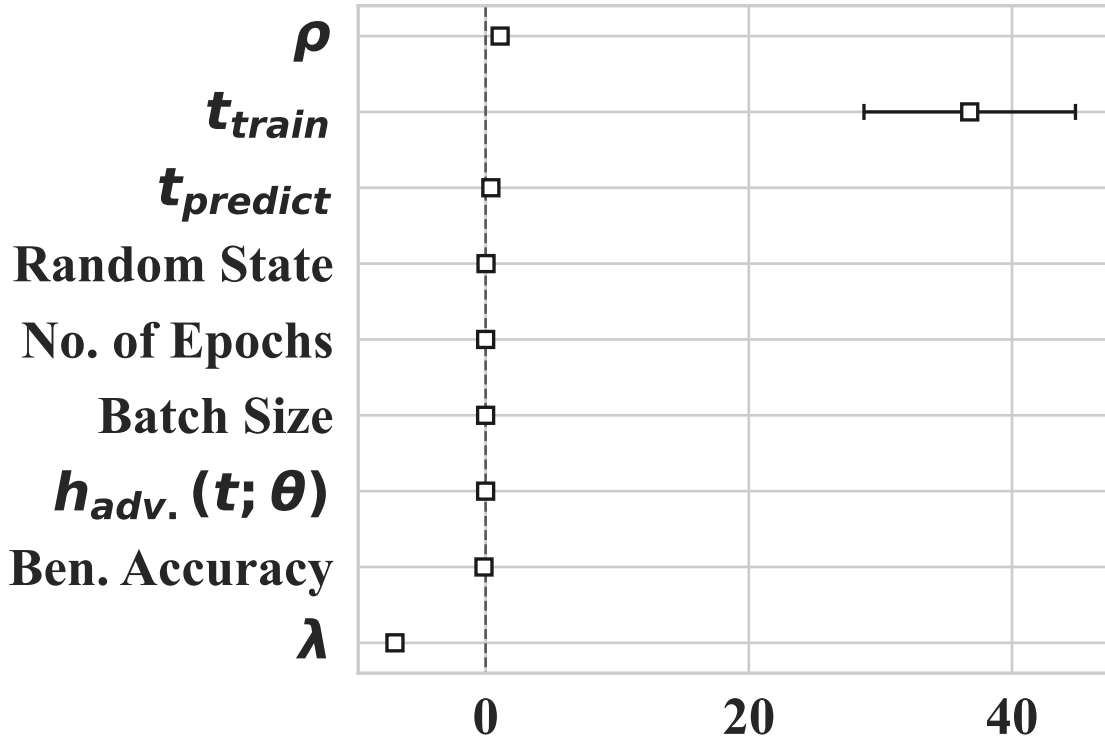 ρ
t_train
t_predict
Random State
No. of Epochs
Batch Size
h_adv. (t; θ)
Ben. Accuracy
λ
0 20 40